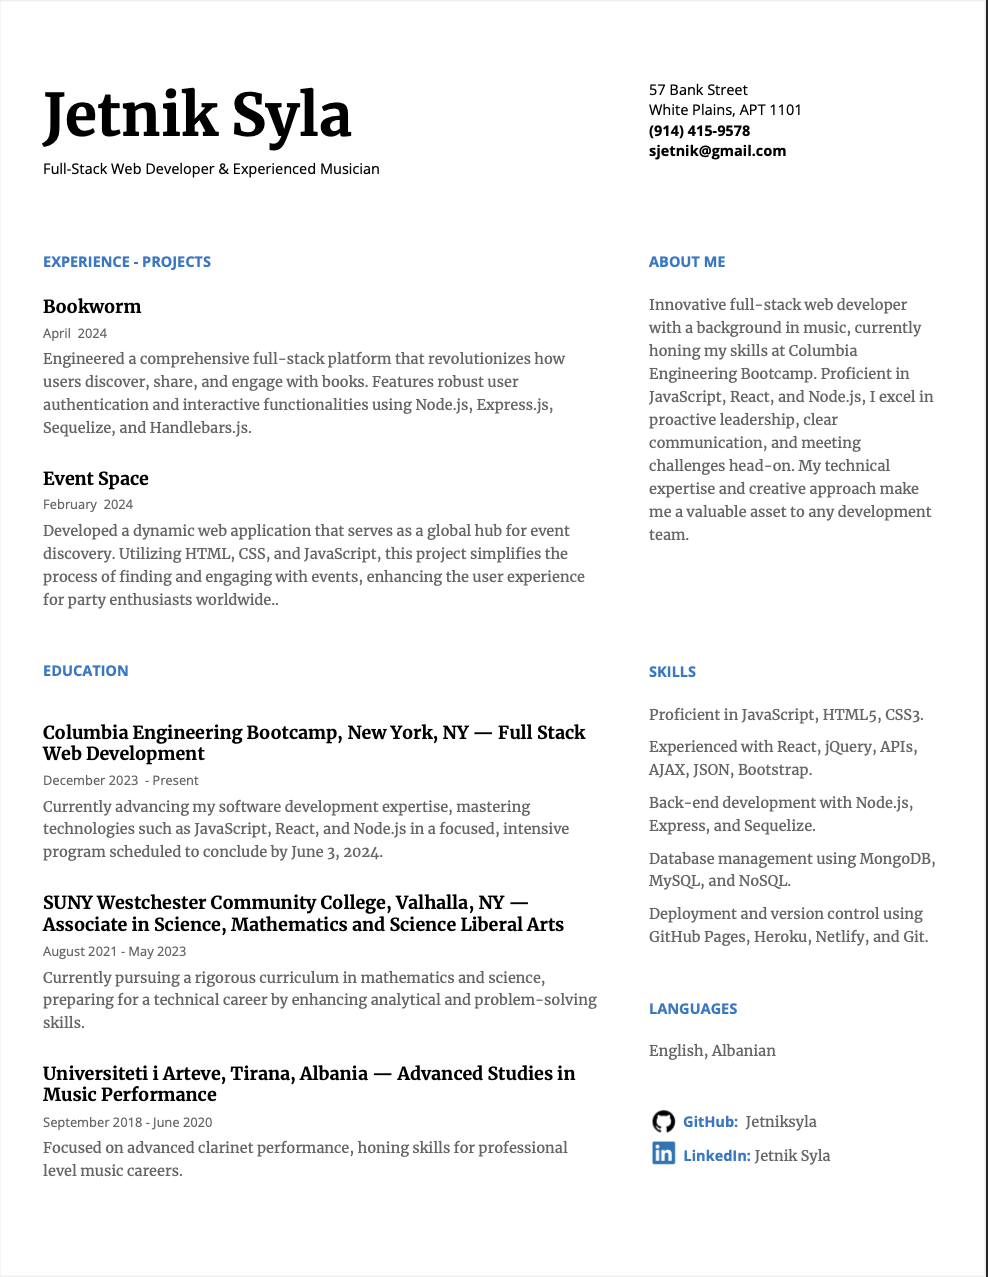 Jetnik Syla
Full-Stack Web Developer & Experienced Musician
57 Bank Street
White Plains, APT 1101
(914) 415-9578
sjetnik@gmail.com
EXPERIENCE - PROJECTS
Bookworm
April  2024
Engineered a comprehensive full-stack platform that revolutionizes how
users discover, share, and engage with books. Features robust user
authentication and interactive functionalities using Node.js, Express.js,
Sequelize, and Handlebars.js.
Event Space
February  2024
Developed a dynamic web application that serves as a global hub for event
discovery. Utilizing HTML, CSS, and JavaScript, this project simplifies the
process of finding and engaging with events, enhancing the user experience
for party enthusiasts worldwide..
EDUCATION
Columbia Engineering Bootcamp, New York, NY — Full Stack
Web Development
December 2023  - Present
Currently advancing my software development expertise, mastering
technologies such as JavaScript, React, and Node.js in a focused, intensive
program scheduled to conclude by June 3, 2024.
SUNY Westchester Community College, Valhalla, NY —
Associate in Science, Mathematics and Science Liberal Arts
August 2021 - May 2023
Currently pursuing a rigorous curriculum in mathematics and science,
preparing for a technical career by enhancing analytical and problem-solving
skills.
Universiteti i Arteve, Tirana, Albania — Advanced Studies in
Music Performance
September 2018 - June 2020
Focused on advanced clarinet performance, honing skills for professional
level music careers.
ABOUT ME
Innovative full-stack web developer
with a background in music, currently
honing my skills at Columbia
Engineering Bootcamp. Proficient in
JavaScript, React, and Node.js, I excel in
proactive leadership, clear
communication, and meeting
challenges head-on. My technical
expertise and creative approach make
me a valuable asset to any development
team.
SKILLS
Proficient in JavaScript, HTML5, CSS3.
Experienced with React, jQuery, APIs,
AJAX, JSON, Bootstrap.
Back-end development with Node.js,
Express, and Sequelize.
Database management using MongoDB,
MySQL, and NoSQL.
Deployment and version control using
GitHub Pages, Heroku, Netlify, and Git.
LANGUAGES
English, Albanian
GitHub:  Jetniksyla
LinkedIn: Jetnik Syla